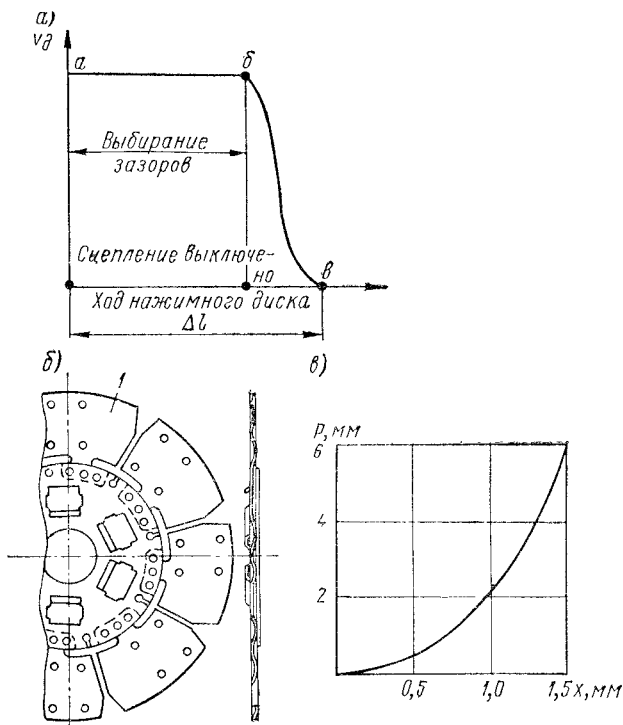 а)
Vд
а
б
Выбирание
зазоров
Сцепление выключе-
но
в
Ход нажимного диска
Δl
б)
1
в)
Р, мм
6
4
2
0,5
1,0
1,5 х, мм